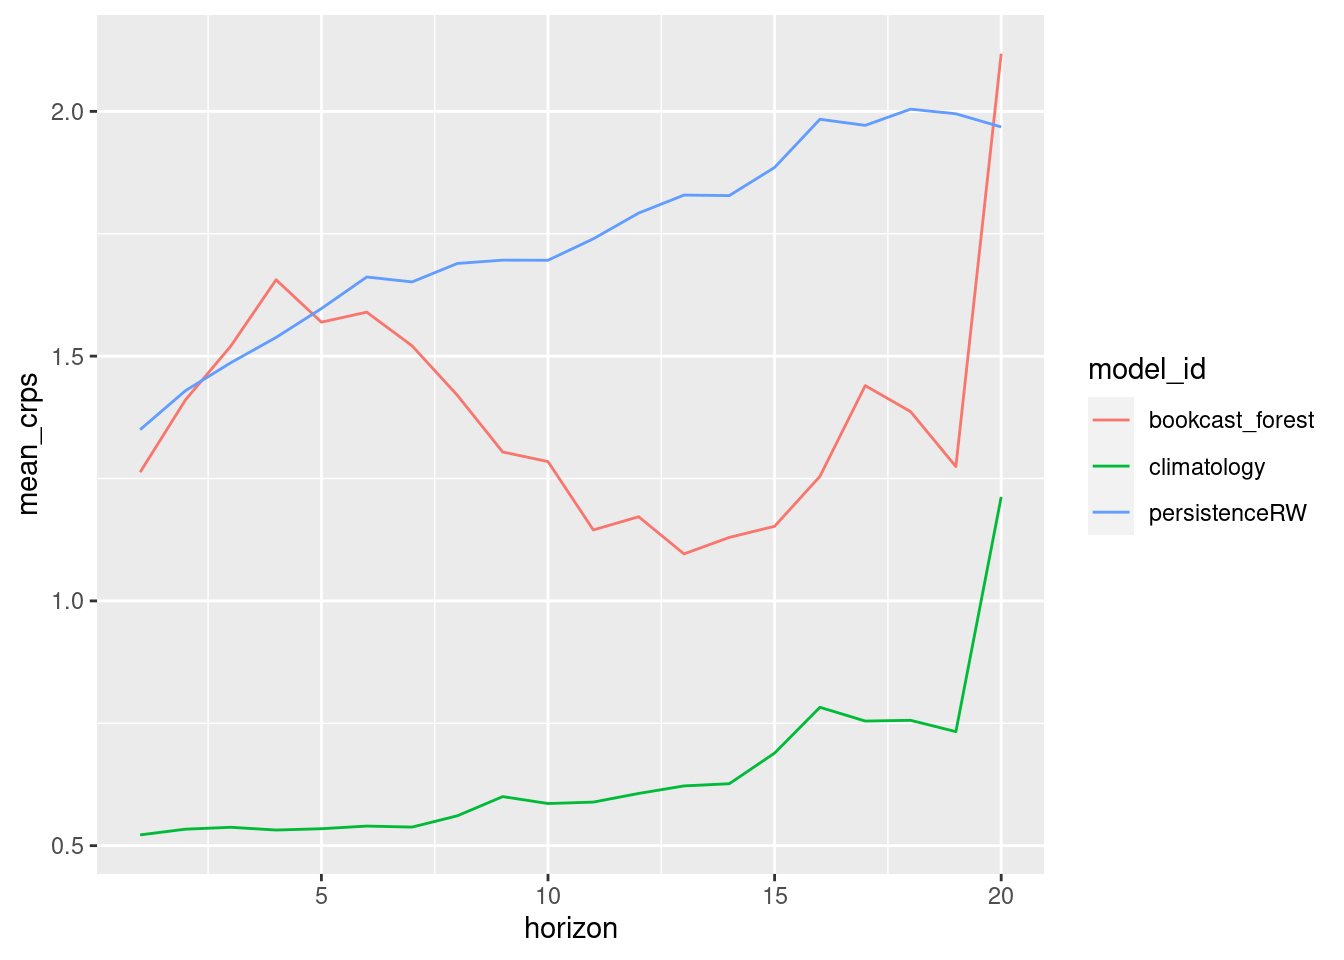 2.0
1.5
1.0
0.5
mean_crps
5 10 15 20
horizon
model_id
bookcast_forest
climatology
persistenceRW